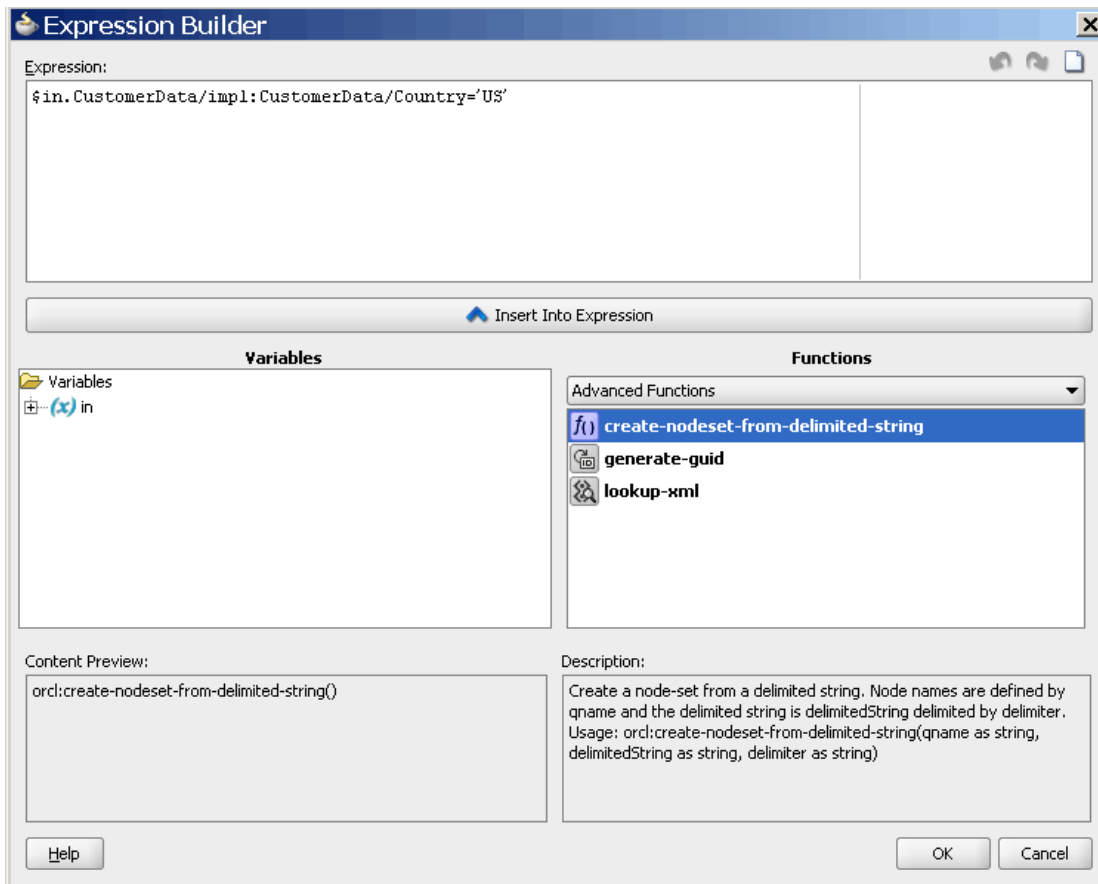 Expression Builder
Expression:
$in.CustomerData/impl:CustomerData/Country='US'
Insert Into Expression
Variables
Variables
(x) in
Functions
Advanced Functions
f() create-nodeset-from-delimited-string
generate-guid
lookup-xml
Content Preview:
orcl:create-nodeset-from-delimited-string()
Description:
Create a node-set from a delimited string. Node names are defined by
qname and the delimited string is delimitedString delimited by delimiter.
Usage: orcl:create-nodeset-from-delimited-string(qname as string,
delimitedString as string, delimiter as string)
Help
OK
Cancel